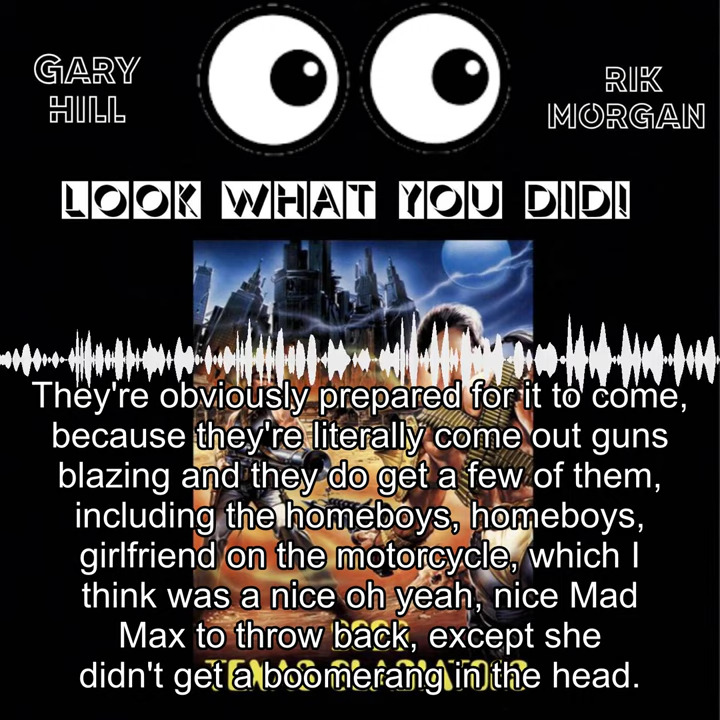 GARY
HILL
RIK
MORGAN
LOOK WHAT YOU DID!
They're obviously prepared for it to come,
because they're literally come out guns
blazing and they do get a few of them,
including the homeboys, homeboys,
girlfriend on the motorcycle, which I
think was a nice oh yeah, nice Mad
Max to throw back, except she
didn't get a boomerang in the head.
TEXAS GLADIATORS